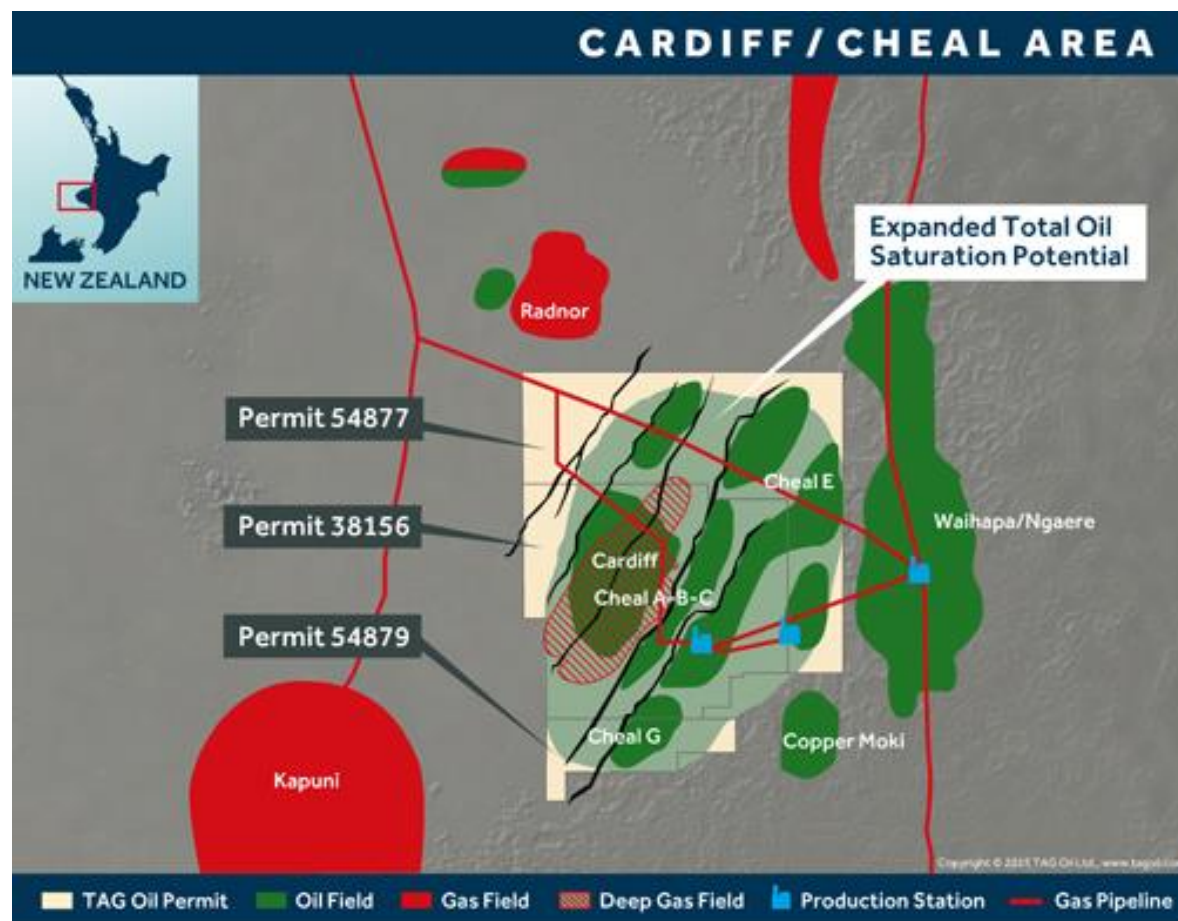 CARDIFF / CHEAL AREA
NEW ZEALAND
Expanded Total Oil
Saturation Potential
Radnor
Permit 54877
Cheal E
Waihapa/Ngaere
Permit 38156
Cardiff
Cheal A-B-C
Permit 54879
Cheal G
Copper Moki
Kapuni
TAG Oil Permit
Oil Field
Gas Field
Deep Gas Field
Production Station
Gas Pipeline